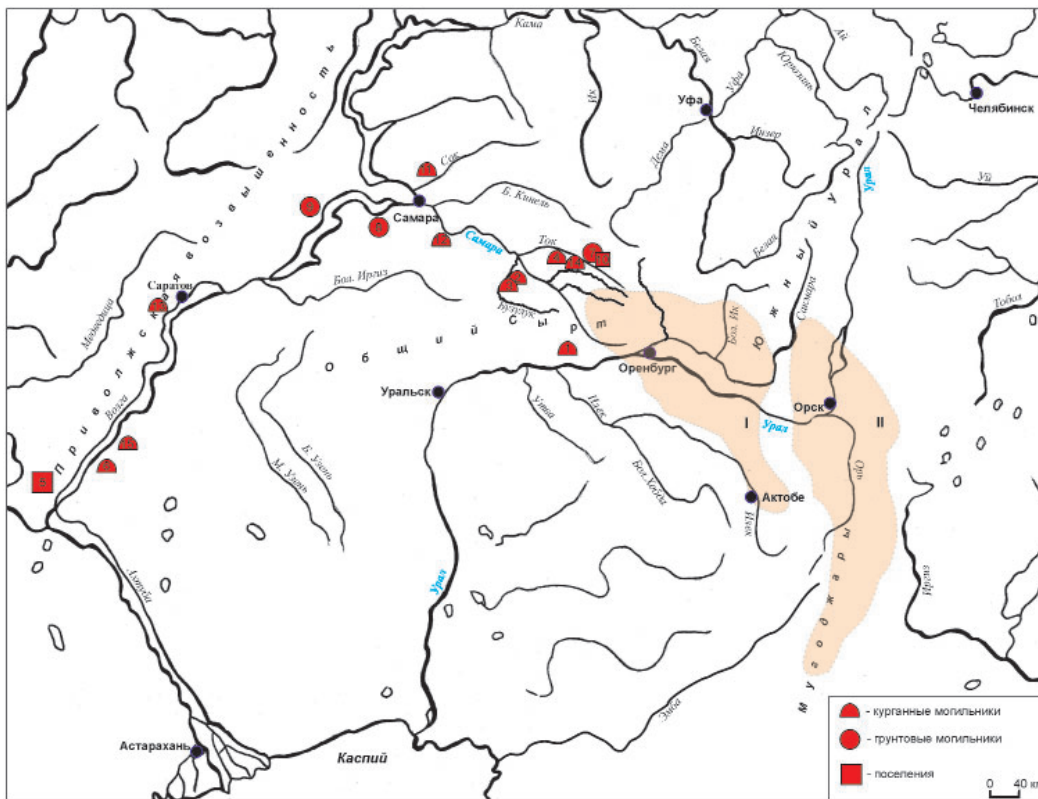 Кама
Белая
Ай
Юрюзань
Уфа
Ик
Уфа
Челябинск
Инзер
Дема
Сок
Уй
Урал
Самара
Б. Кинель
Самара
Ток
Белая
Приволжская возвышенность
Южный Урал
Саратов
Бол. Иргиз
Медведица
Бузулук
Общий Сырт
Бол. Ик
Сакмара
Тобол
Оренбург
Уральск
Утва
Илек
Орск
Волга
I
Урал
II
Б. Узень
М. Узень
Бол.Хобда
Орь
Актобе
Илек
Ахтуба
Урал
Иргиз
Мугоджары
Эмба
Астарахань
Каспий
- курганные могильники
- грунтовые могильники
- поселения
0 40 км